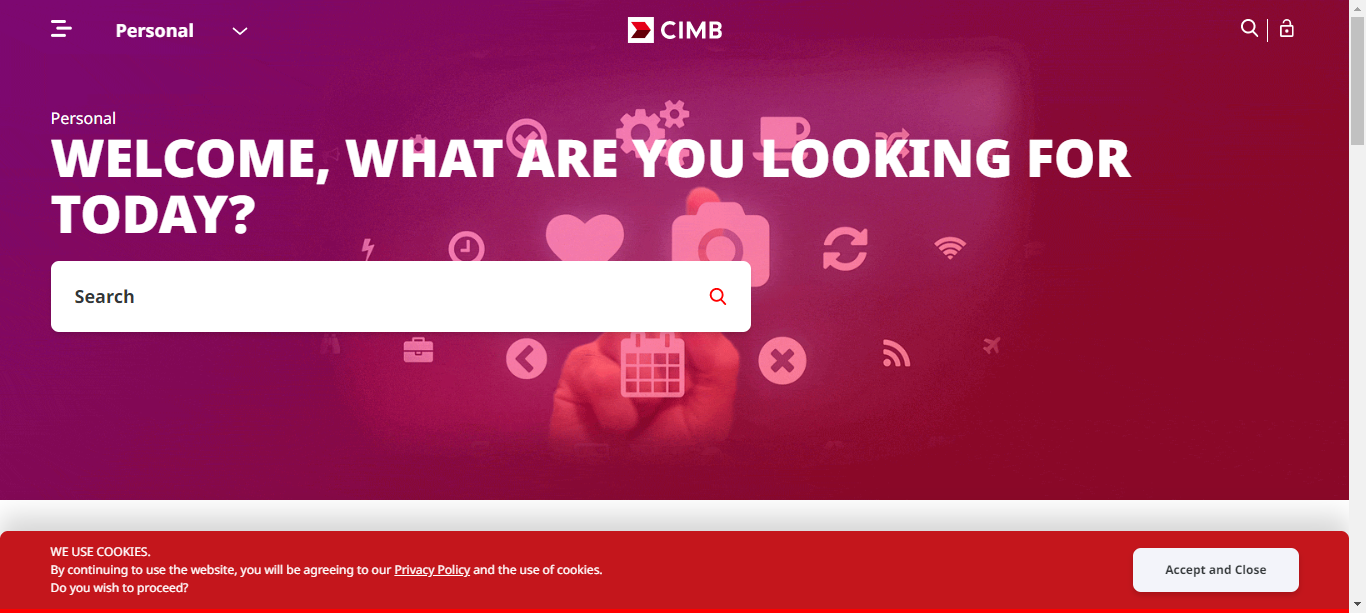 Personal
CIMB
Personal
WELCOME, WHAT ARE YOU LOOKING FOR
TODAY?
Search
WE USE COOKIES.
By continuing to use the website, you will be agreeing to our Privacy Policy and the use of cookies.
Do you wish to proceed?
Accept and Close